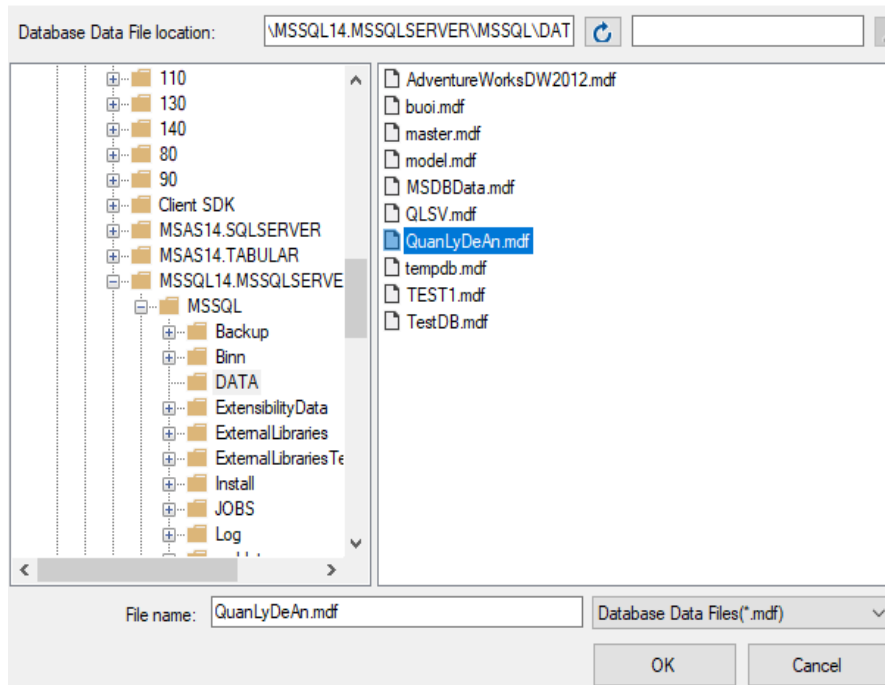 Database Data File location: \MSSQL14.MSSQLSERVER\MSSQL\DAT
110
130
140
80
90
Client SDK
MSAS14.SQLSERVER
MSAS14.TABULAR
MSSQL14.MSSQLSERVE
MSSQL
Backup
Binn
DATA
ExtensibilityData
ExternalLibraries
ExternalLibrariesTe
Install
JOBS
Log
AdventureWorksDW2012.mdf
buoi.mdf
master.mdf
model.mdf
MSDBData.mdf
QLSV.mdf
QuanLyDeAn.mdf
tempdb.mdf
TEST1.mdf
TestDB.mdf
File name: QuanLyDeAn.mdf Database Data Files(*.mdf)
OK Cancel